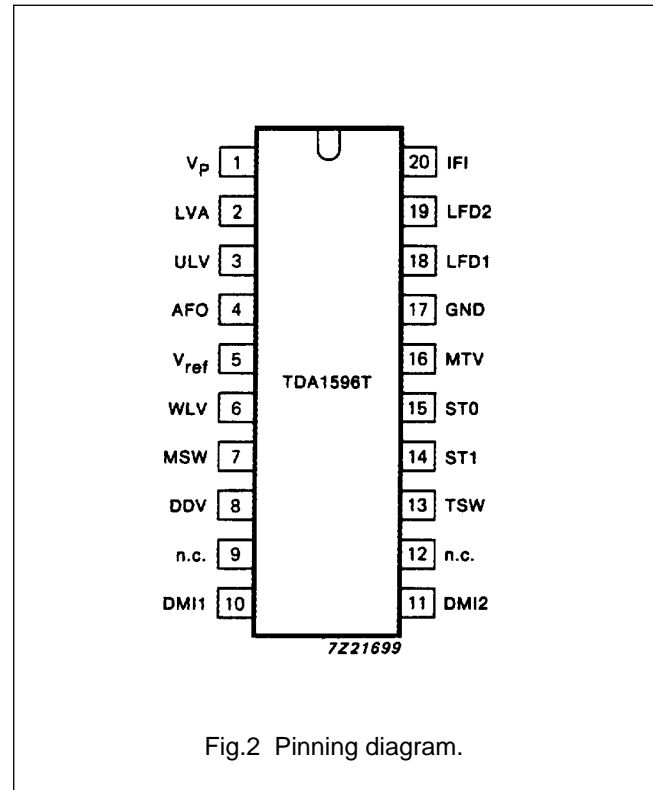 V_P 1 20 IFI
LVA 2 19 LFD2
ULV 3 18 LFD1
AFO 4 17 GND
V_ref 5 16 MTV
TDA1596T
WLV 6 15 ST0
MSW 7 14 ST1
DDV 8 13 TSW
n.c. 9 12 n.c.
DMI1 10 11 DMI2
7Z21699
Fig.2 Pinning diagram.